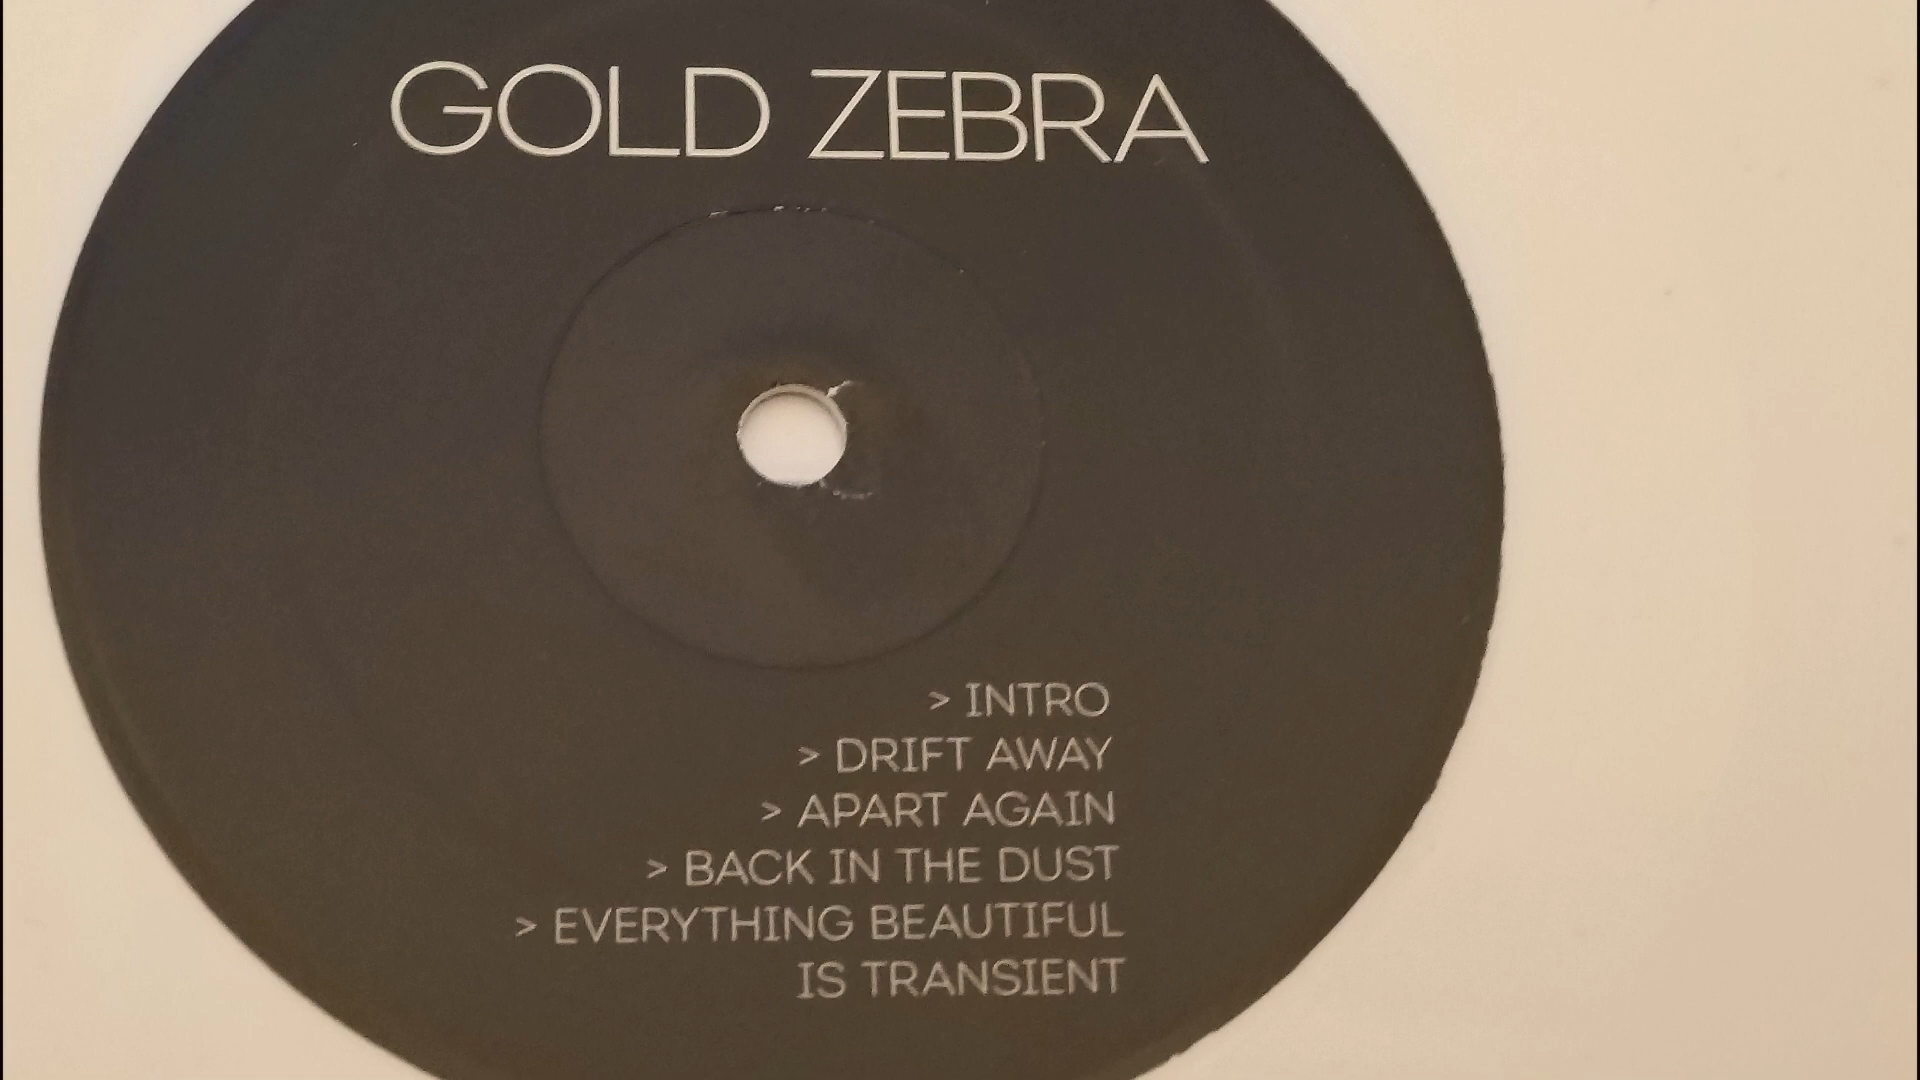 GOLD ZEBRA
> INTRO
> DRIFT AWAY
> APART AGAIN
> BACK IN THE DUST
> EVERYTHING BEAUTIFUL
IS TRANSIENT